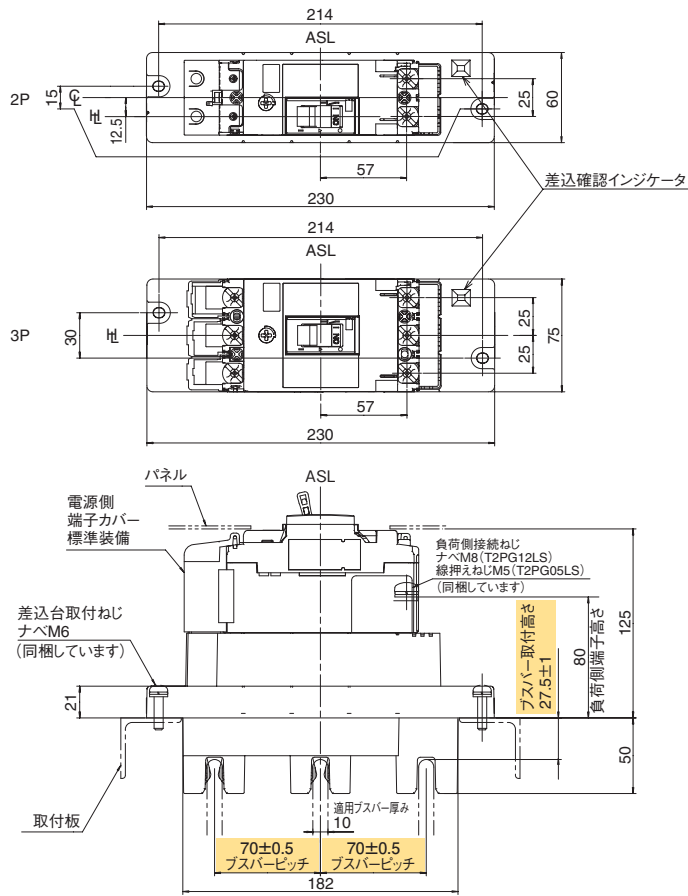 214
ASL
2P
15
℄
HL
12.5
25
60
57
230
差込確認インジケータ
214
ASL
3P
30
HL
25
25
75
57
230
パネル
ASL
電源側
端子カバー
標準装備
負荷側接続ねじ
ナベM8(T2PG12LS)
線押えねじM5(T2PG05LS)
(同梱しています)
差込台取付ねじ
ナベM6
(同梱しています)
21
ブスバー取付高さ
27.5±1
80
負荷側端子高さ
125
50
取付板
適用ブスバー厚み
10
70±0.5
ブスバーピッチ
70±0.5
ブスバーピッチ
182